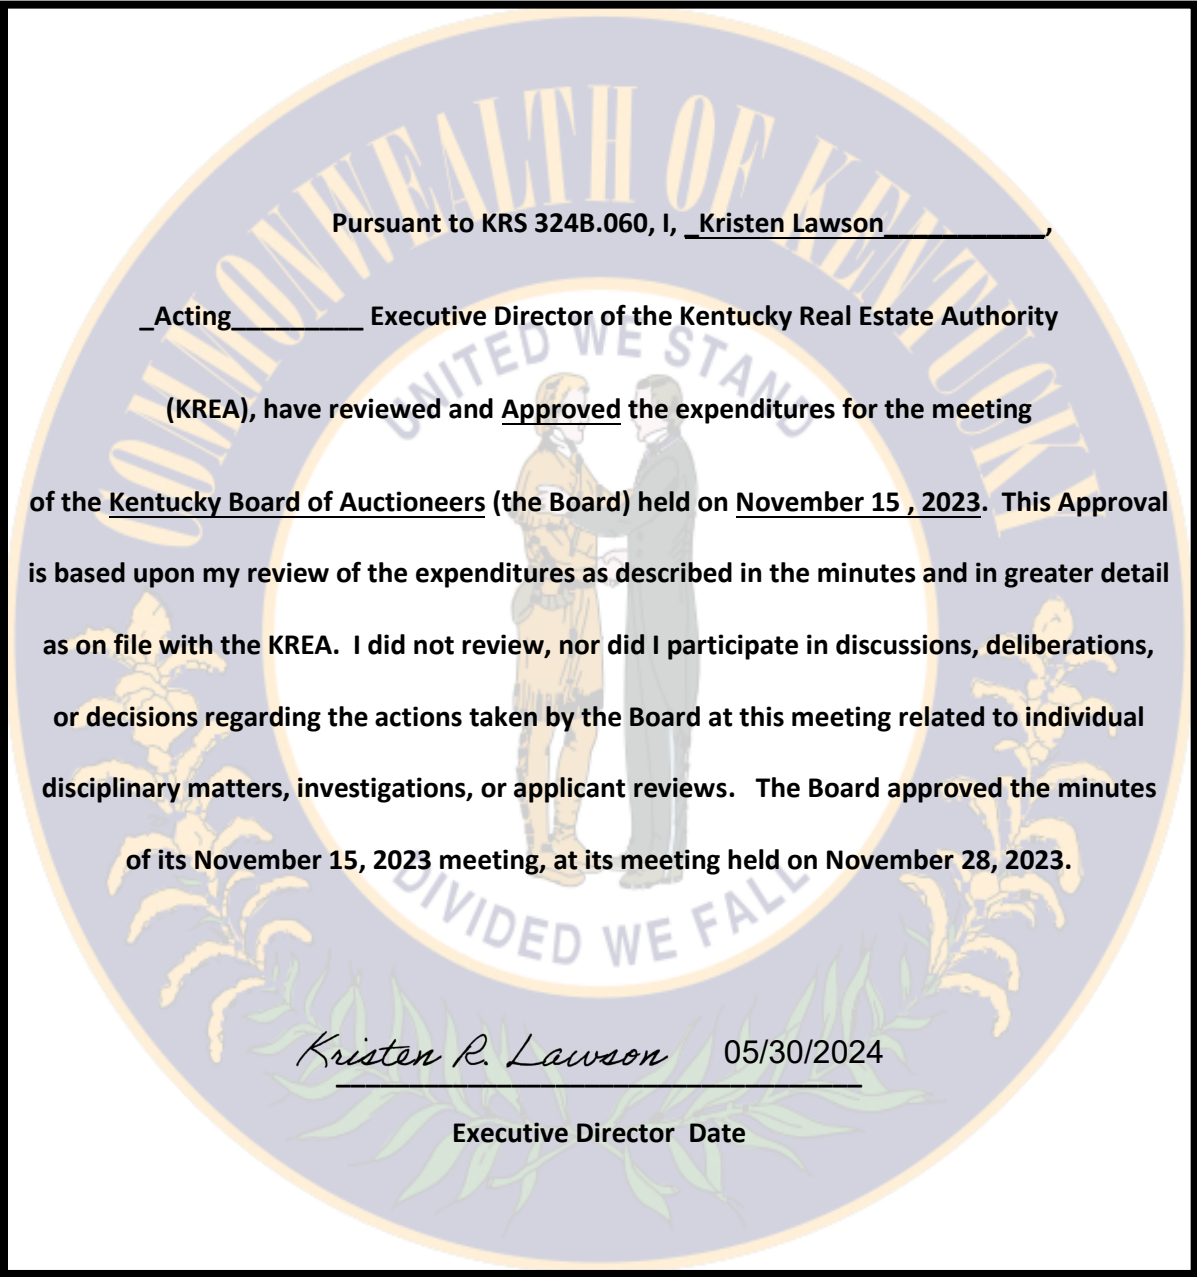 COMMONWEALTH OF KENTUCKY
UNITED WE STAND
Pursuant to KRS 324B.060, I, _Kristen Lawson___________,
_Acting_________ Executive Director of the Kentucky Real Estate Authority
(KREA), have reviewed and Approved the expenditures for the meeting
of the Kentucky Board of Auctioneers (the Board) held on November 15 , 2023. This Approval
is based upon my review of the expenditures as described in the minutes and in greater detail
as on file with the KREA. I did not review, nor did I participate in discussions, deliberations,
or decisions regarding the actions taken by the Board at this meeting related to individual
disciplinary matters, investigations, or applicant reviews. The Board approved the minutes
of its November 15, 2023 meeting, at its meeting held on November 28, 2023.
DIVIDED WE FALL
Kristen R. Lawson 05/30/2024
Executive Director Date